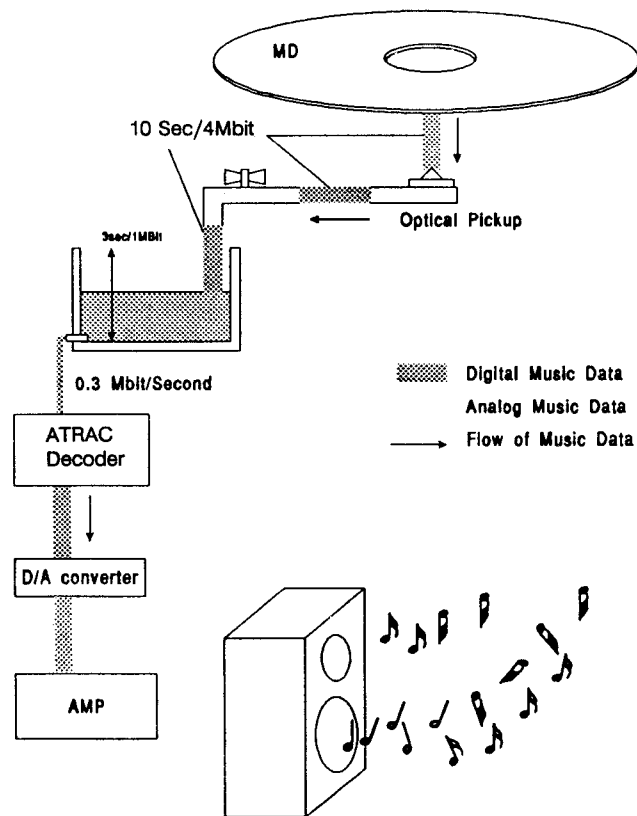 MD
10 Sec/4Mbit
Optical Pickup
3sec/1MBit
0.3 Mbit/Second
Digital Music Data
Analog Music Data
Flow of Music Data
ATRAC
Decoder
D/A converter
AMP